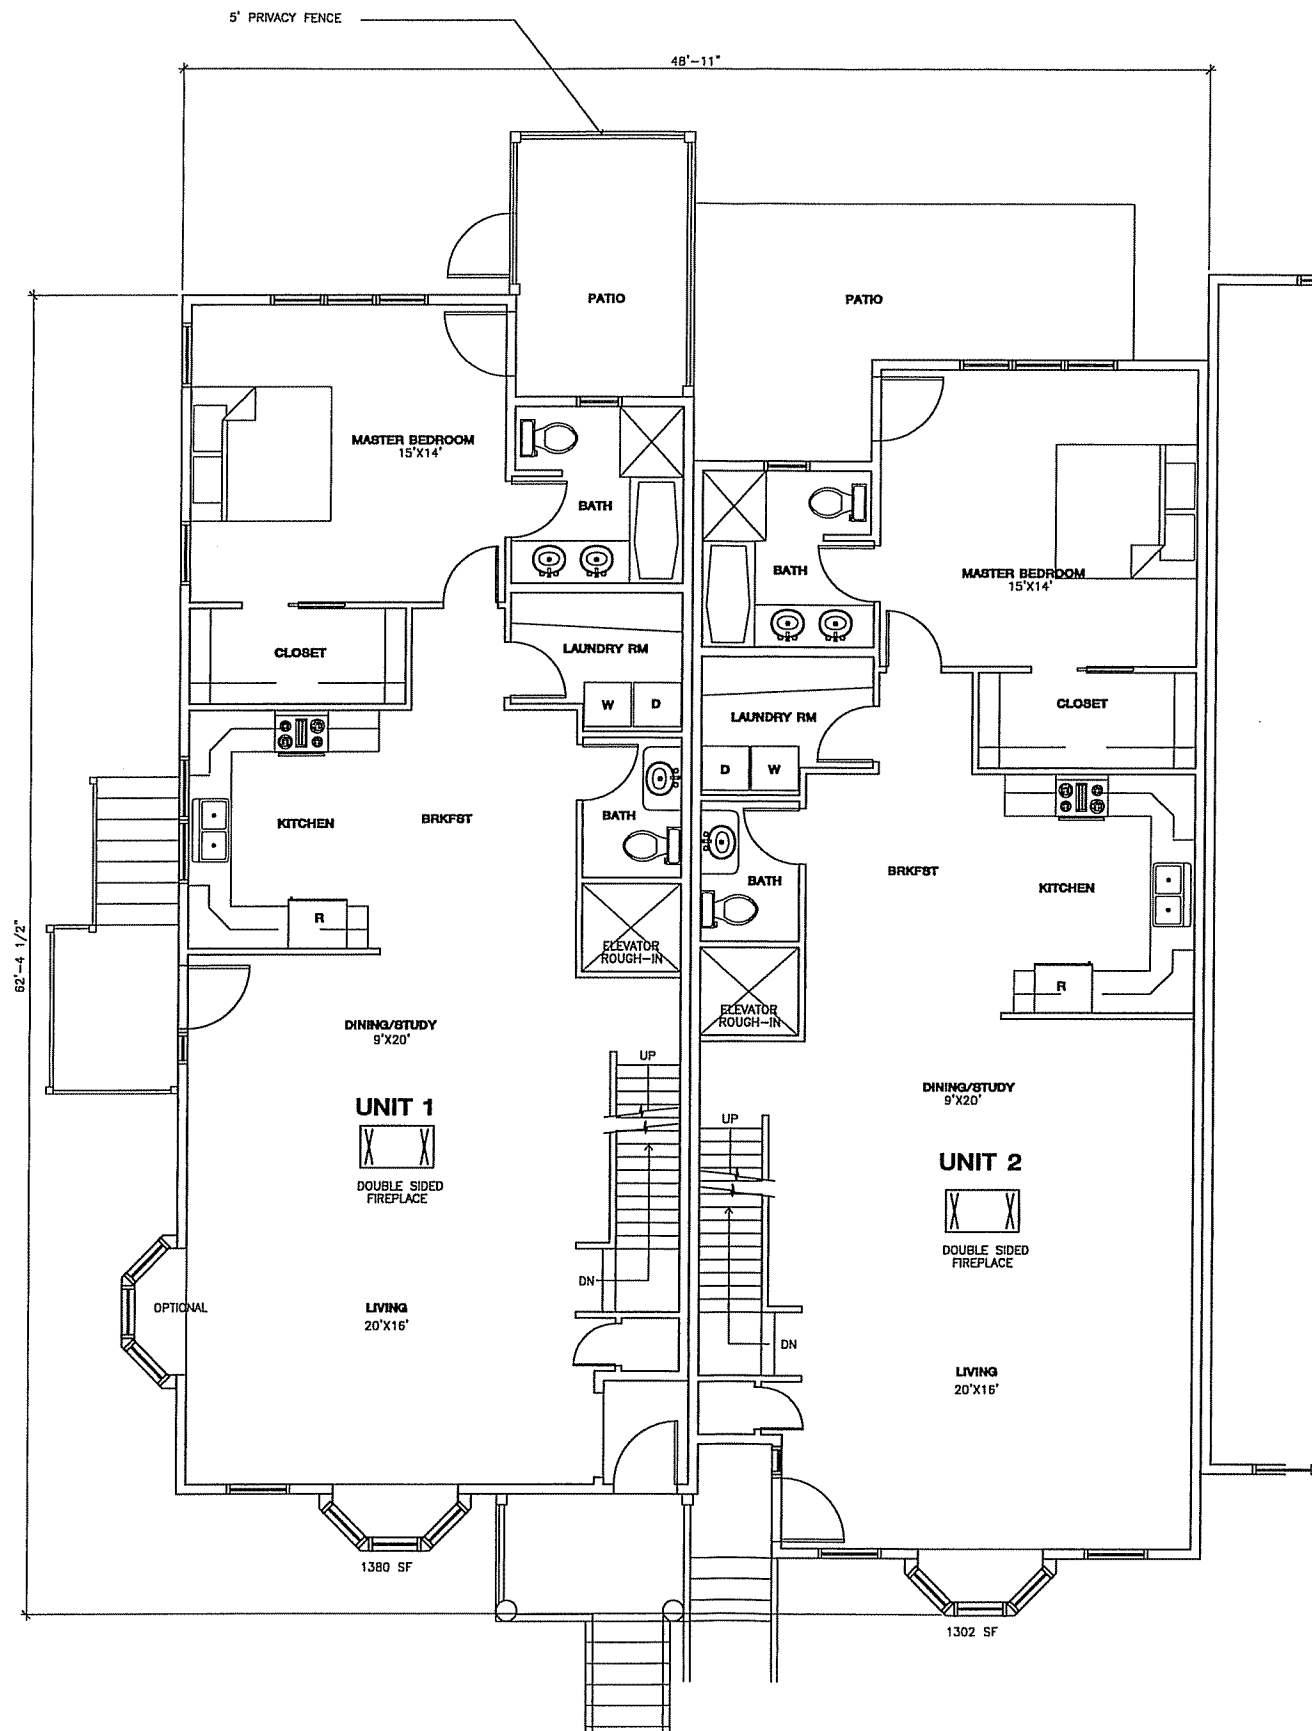 5' PRIVACY FENCE
48'-11"
PATIO
PATIO
MASTER BEDROOM
15'X14'
BATH
BATH
MASTER BEDROOM
15'X14'
CLOSET
LAUNDRY RM
W
D
LAUNDRY RM
D
W
CLOSET
KITCHEN
BRKFST
BATH
BATH
BRKFST
KITCHEN
R
ELEVATOR
ROUGH-IN
62'-4 1/2"
R
ELEVATOR
ROUGH-IN
DINING/STUDY
9'X20'
UP
DINING/STUDY
9'X20'
UNIT 1
UP
DOUBLE SIDED
FIREPLACE
UNIT 2
DOUBLE SIDED
FIREPLACE
DN
OPTIONAL
LIVING
20'X16'
DN
LIVING
20'X16'
1380 SF
1302 SF